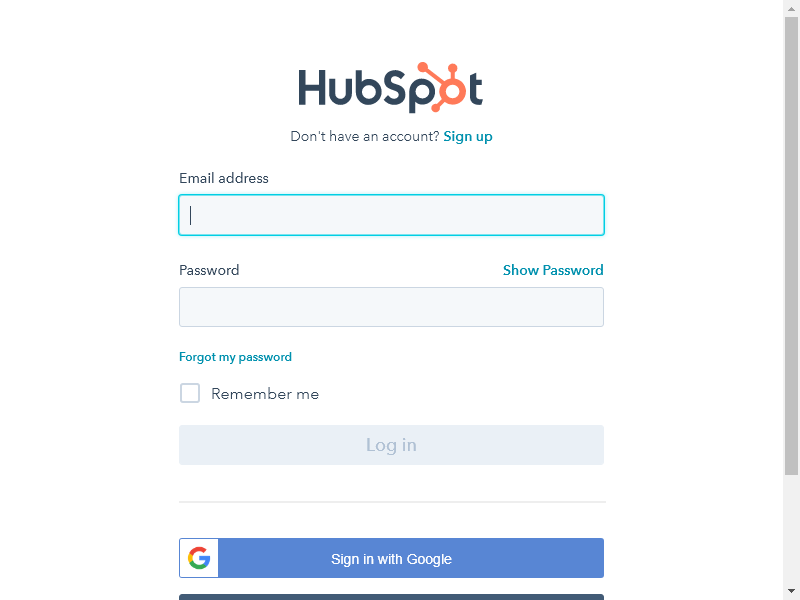 HubSpot
Don't have an account? Sign up
Email address
Password Show Password
Forgot my password
Remember me
Log in
Sign in with Google